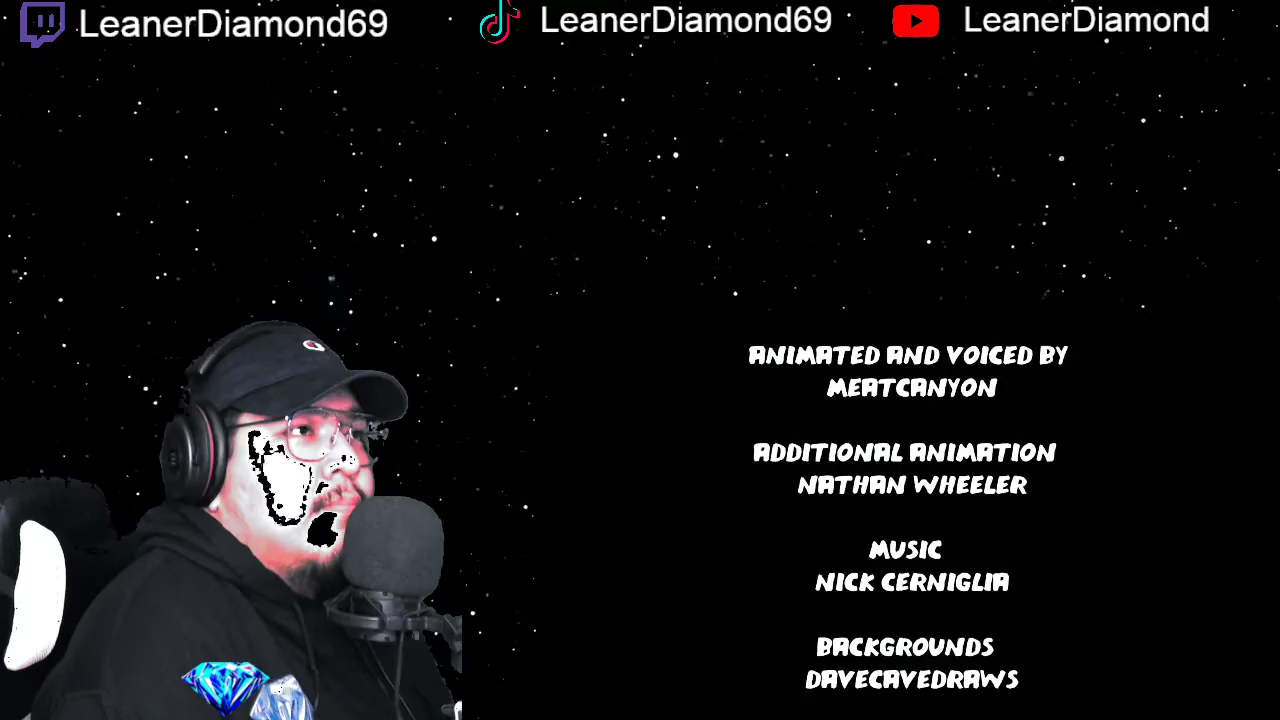 LeanerDiamond69
LeanerDiamond69
LeanerDiamond
ANIMATED AND VOICED BY
MEATCANYON
ADDITIONAL ANIMATION
NATHAN WHEELER
MUSIC
NICK CERNIGLIA
BACKGROUNDS
DAVECAVEDRAWS